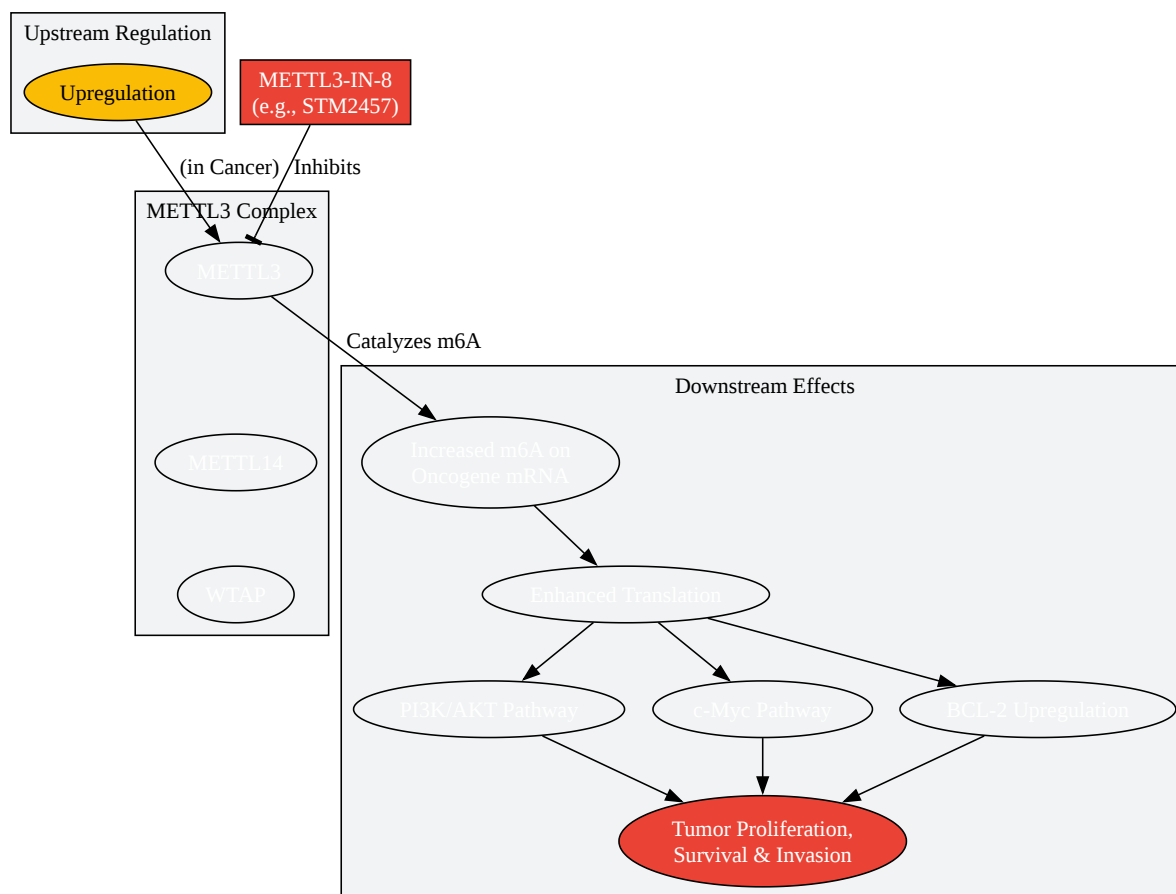 Upstream Regulation
Upregulation
METTL3-IN-8
(e.g., STM2457)
(in Cancer)
Inhibits
METTL3 Complex
METTL3
Catalyzes m6A
Downstream Effects
Increased m6A on
Oncogene mRNA
METTL14
Enhanced Translation
WTAP
PI3K/AKT Pathway
c-Myc Pathway
BCL-2 Upregulation
Tumor Proliferation,
Survival & Invasion